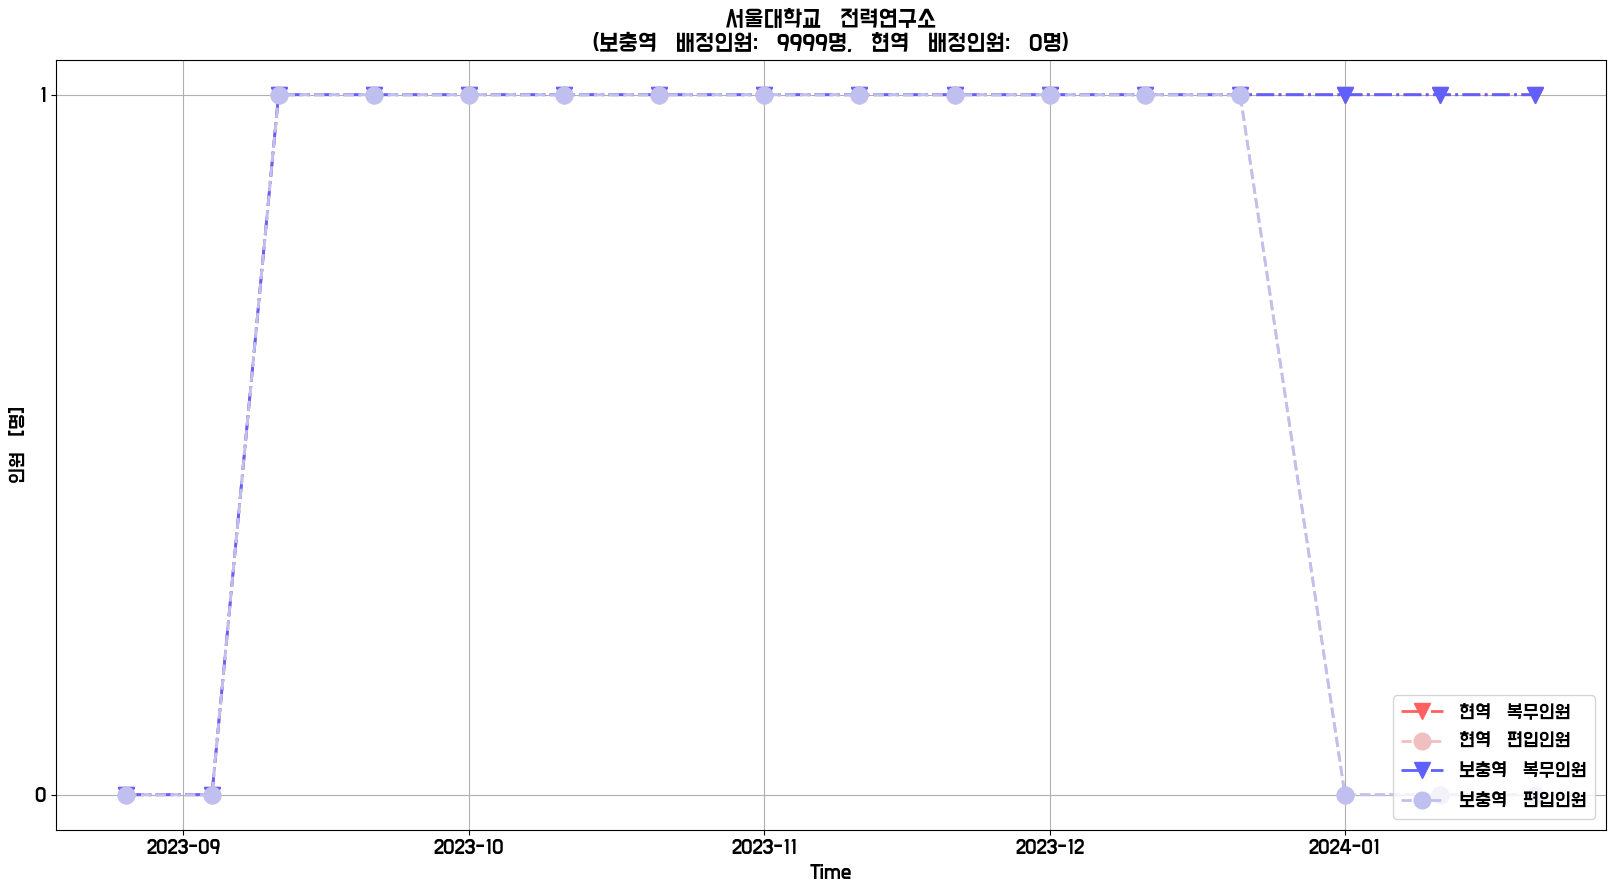 서울대학교 전력연구소
(보충역 배정인원: 9999명, 현역 배정인원: 0명)
1
0
인원 [명]
2023-09 2023-10 2023-11 2023-12 2024-01
Time
현역 복무인원
현역 편입인원
보충역 복무인원
보충역 편입인원